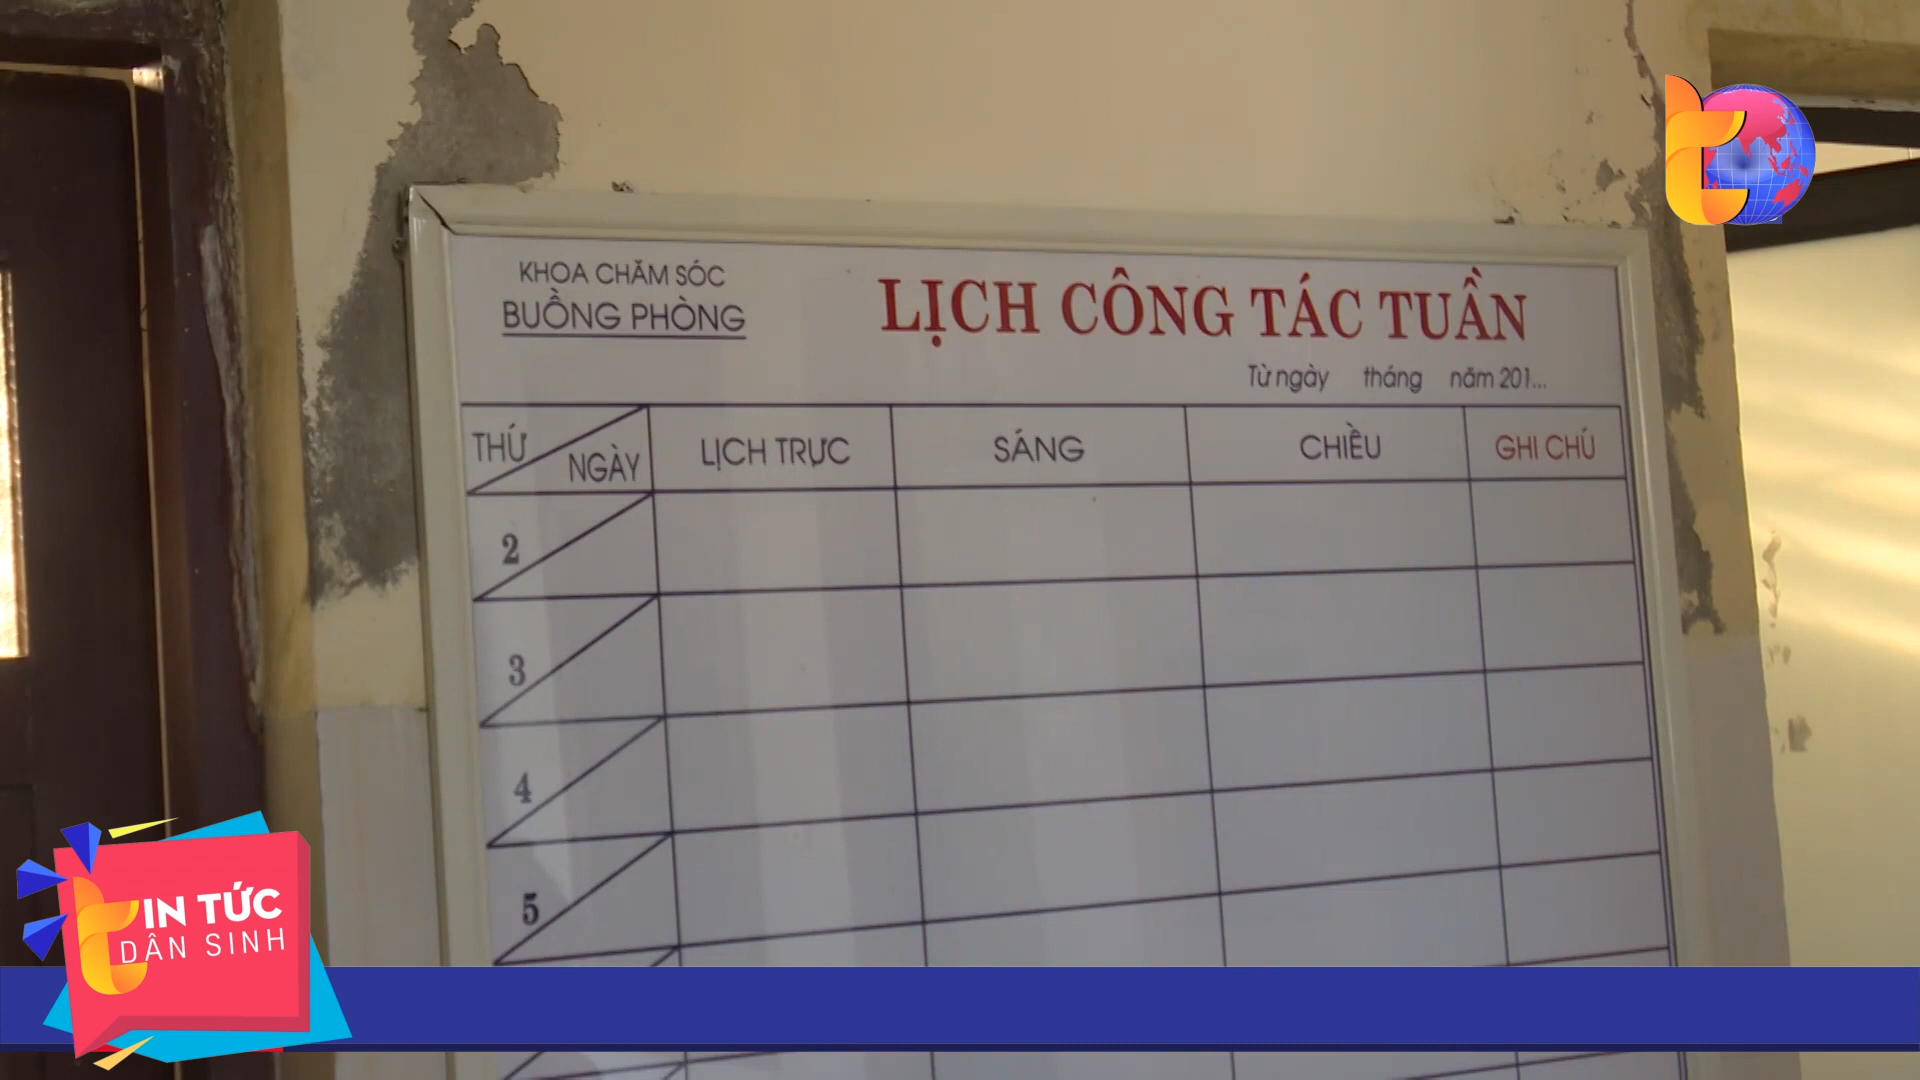 KHOA CHĂM SÓC
BUỒNG PHÒNG
LỊCH CÔNG TÁC TUẦN
Từ ngày tháng năm 201...
THỨ NGÀY LỊCH TRỰC SÁNG CHIỀU GHI CHÚ
2
3
4
5
TIN TỨC
DÂN SINH